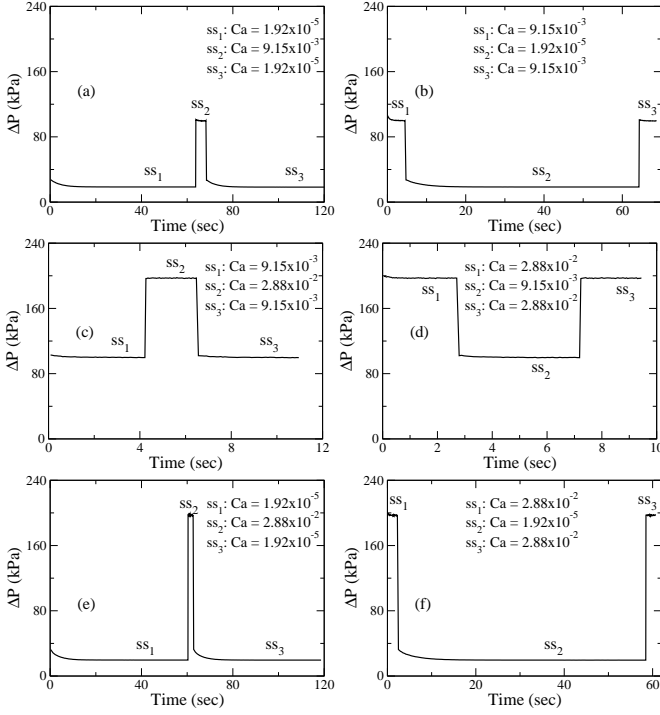 240
160
80
0
ΔP (kPa)
(a)
ss₁: Ca = 1.92x10⁻⁵
ss₂: Ca = 9.15x10⁻³
ss₃: Ca = 1.92x10⁻⁵
ss₂
ss₁
ss₃
0 40 80 120
Time (sec)
240
160
80
0
ΔP (kPa)
(b)
ss₁: Ca = 9.15x10⁻³
ss₂: Ca = 1.92x10⁻⁵
ss₃: Ca = 9.15x10⁻³
ss₁
ss₃
ss₂
0 20 40 60
Time (sec)
240
160
80
0
ΔP (kPa)
(c)
ss₂
ss₁: Ca = 9.15x10⁻³
ss₂: Ca = 2.88x10⁻²
ss₃: Ca = 9.15x10⁻³
ss₁
ss₃
0 4 8 12
Time (sec)
240
160
80
0
ΔP (kPa)
(d)
ss₁: Ca = 2.88x10⁻²
ss₂: Ca = 9.15x10⁻³
ss₃: Ca = 2.88x10⁻²
ss₁
ss₃
ss₂
0 2 4 6 8 10
Time (sec)
240
160
80
0
ΔP (kPa)
(e)
ss₂
ss₁: Ca = 1.92x10⁻⁵
ss₂: Ca = 2.88x10⁻²
ss₃: Ca = 1.92x10⁻⁵
ss₁
ss₃
0 40 80 120
Time (sec)
240
160
80
0
ΔP (kPa)
(f)
ss₁
ss₁: Ca = 2.88x10⁻²
ss₂: Ca = 1.92x10⁻⁵
ss₃: Ca = 2.88x10⁻²
ss₃
ss₂
0 20 40 60
Time (sec)